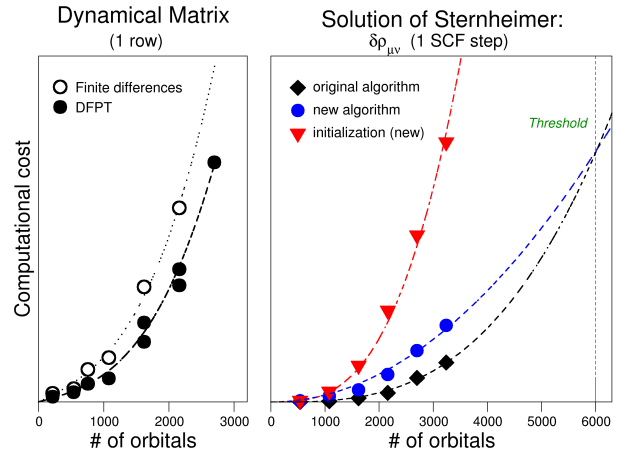 Dynamical Matrix
(1 row)
Solution of Sternheimer:
δρμν (1 SCF step)
Finite differences
DFPT
original algorithm
new algorithm
initialization (new)
Threshold
Computational cost
0 1000 2000 3000
# of orbitals
0 1000 2000 3000 4000 5000 6000
# of orbitals